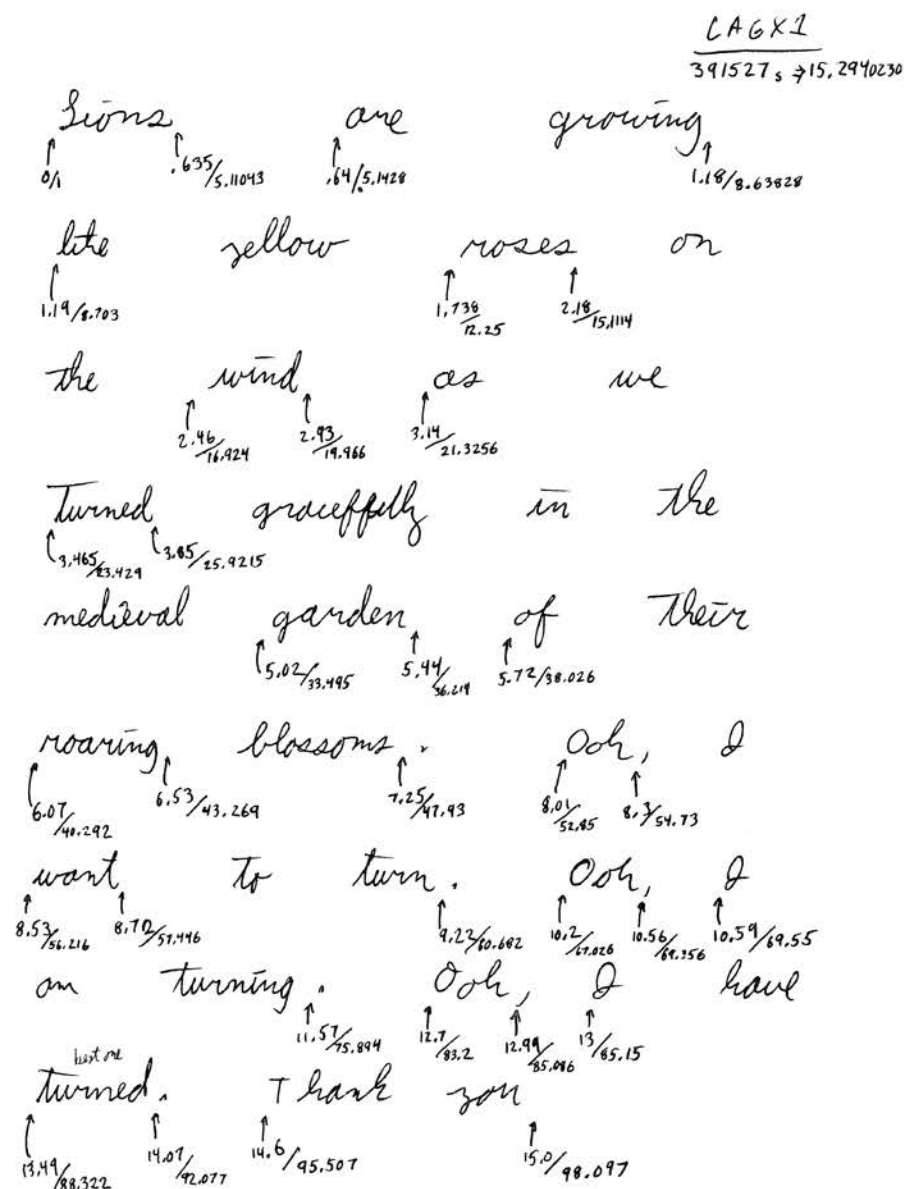 CAGX1
391527s → 15.2940230
Lions are growing
0/1 .635/5.11043 .64/5.1428 1.18/8.63828
like yellow roses on
1.19/8.703 1.738/12.25 2.18/15.1114
the wind as we
2.46/16.924 2.93/19.966 3.14/21.3256
turned graceffully in the
3.465/23.429 3.85/25.9215
medieval garden of their
5.02/33.495 5.44/36.214 5.72/38.026
roaring blossoms. Ooh, I
6.07/40.292 6.53/43.269 7.25/47.93 8.01/52.85 8.3/54.73
want to turn. Ooh, I
8.53/56.216 8.72/57.446 9.22/60.682 10.2/67.026 10.56/69.356 10.59/69.55
am turning. Ooh, I have
11.57/75.894 12.7/83.2 12.99/85.086 13/85.15
best one
turned. Thank you
13.49/88.322 14.07/92.077 14.6/95.507 15.0/98.097